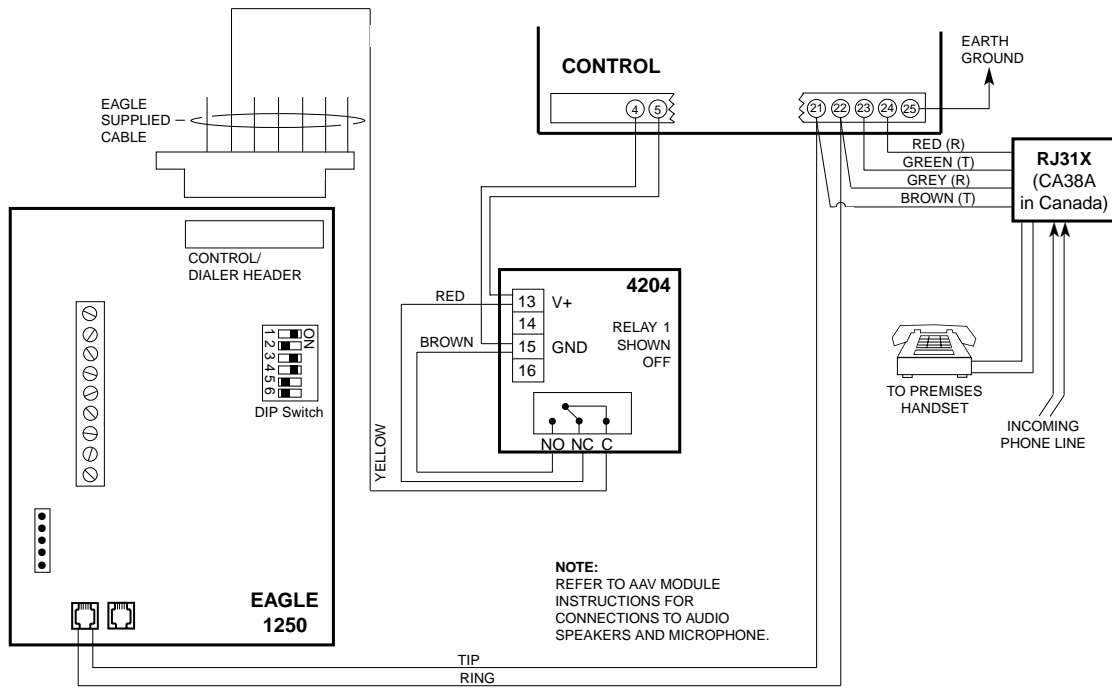 CONTROL
4
5
21
22
23
24
25
EARTH
GROUND
EAGLE
SUPPLIED
CABLE
RED (R)
GREEN (T)
GREY (R)
BROWN (T)
RJ31X
(CA38A
in Canada)
CONTROL/
DIALER HEADER
ON
1
2
3
4
5
6
DIP Switch
YELLOW
RED
BROWN
4204
13
V+
14
15
GND
16
RELAY 1
SHOWN
OFF
NO
NC
C
TO PREMISES
HANDSET
INCOMING
PHONE LINE
NOTE:
REFER TO AAV MODULE
INSTRUCTIONS FOR
CONNECTIONS TO AUDIO
SPEAKERS AND MICROPHONE.
EAGLE
1250
TIP
RING